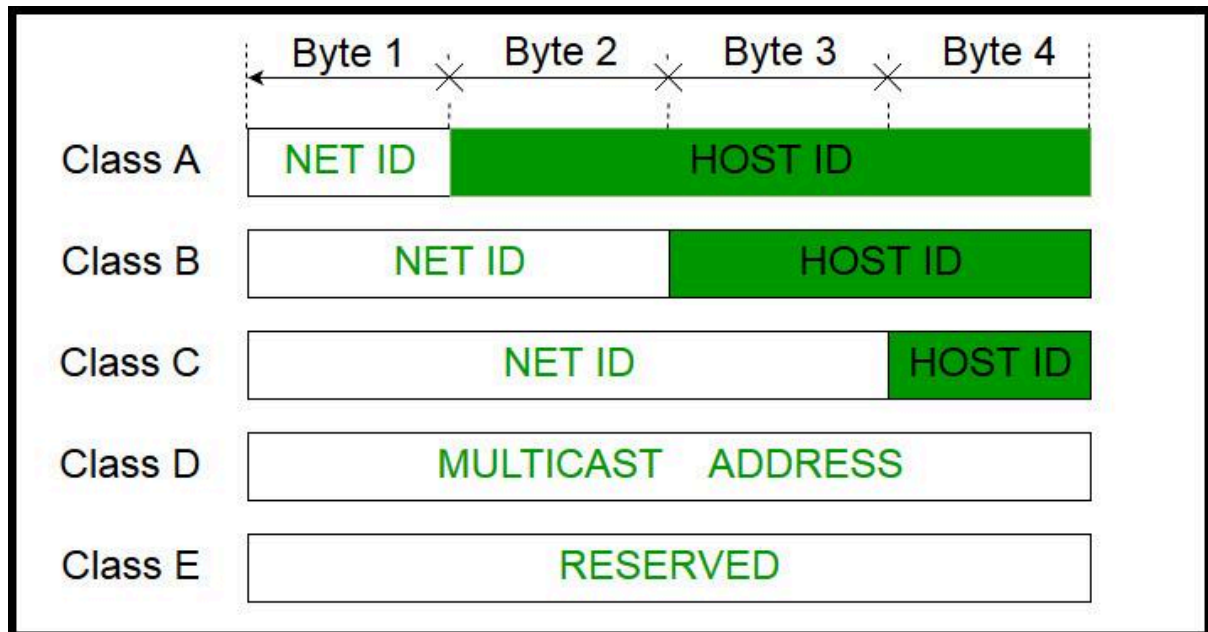 Byte 1 Byte 2 Byte 3 Byte 4
Class A NET ID HOST ID
Class B NET ID HOST ID
Class C NET ID HOST ID
Class D MULTICAST ADDRESS
Class E RESERVED